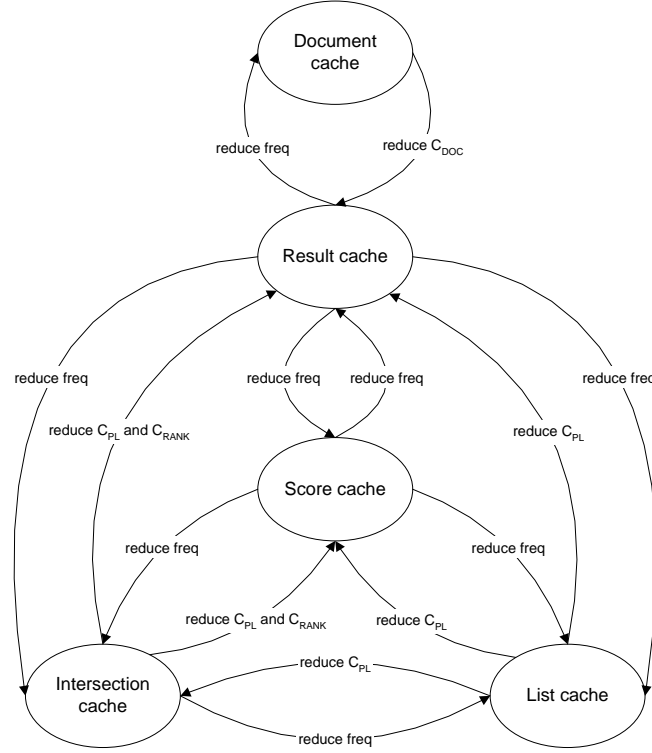 Document
cache
reduce freq
reduce C_DOC
Result cache
reduce freq
reduce freq
reduce freq
reduce freq
reduce C_PL and C_RANK
reduce C_PL
Score cache
reduce freq
reduce freq
reduce C_PL and C_RANK
reduce C_PL
reduce C_PL
Intersection
cache
List cache
reduce freq